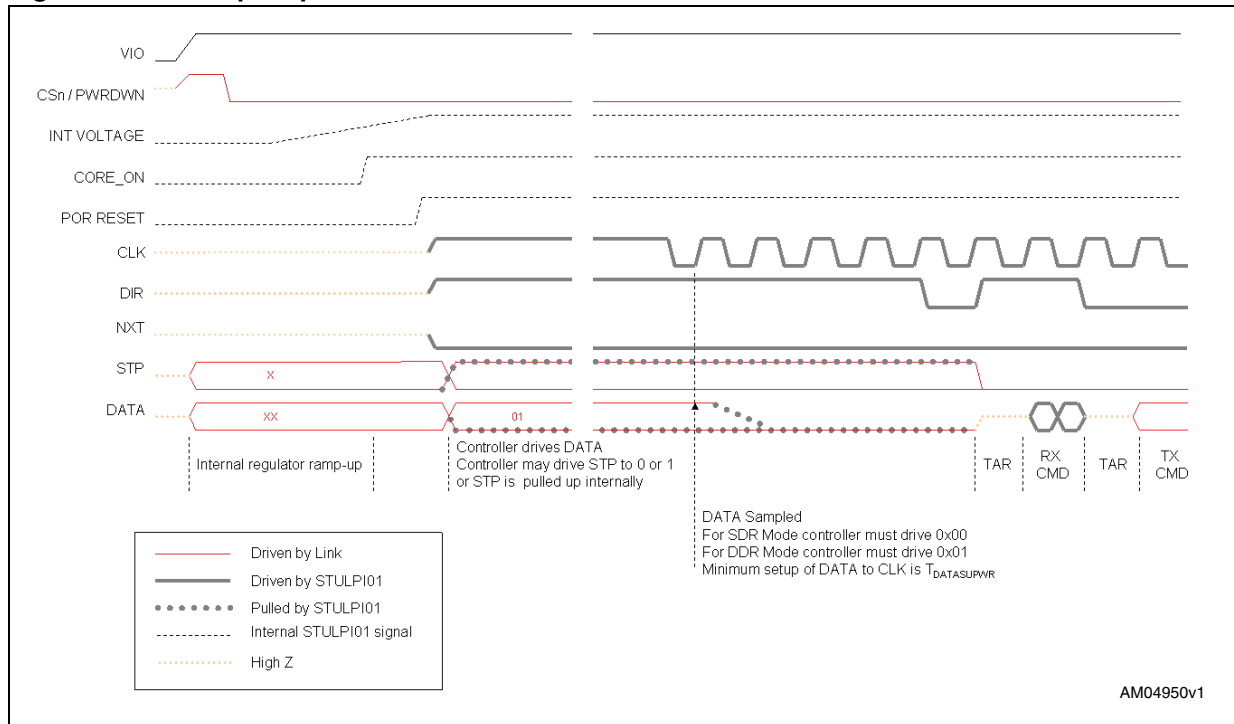 VIO
CSn / PWRDWN
INT VOLTAGE
CORE_ON
POR RESET
CLK
DIR
NXT
STP
X
DATA
XX
01
Internal regulator ramp-up
Controller drives DATA
Controller may drive STP to 0 or 1
or STP is pulled up internally
TAR
RX
CMD
TAR
TX
CMD
DATA Sampled
For SDR Mode controller must drive 0x00
For DDR Mode controller must drive 0x01
Minimum setup of DATA to CLK is TDATASUPWR
Driven by Link
Driven by STULPI01
Pulled by STULPI01
Internal STULPI01 signal
High Z
AM04950v1